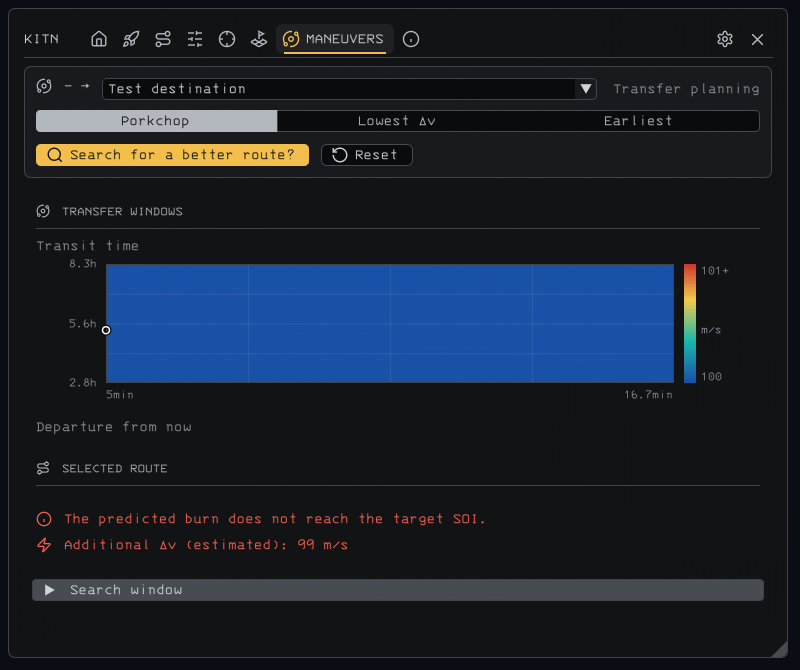 KITN MANEUVERS
– → Test destination Transfer planning
Porkchop Lowest Δv Earliest
Search for a better route? Reset
TRANSFER WINDOWS
Transit time
8.3h 101+
5.6h m/s
2.8h 100
5min 16.7min
Departure from now
SELECTED ROUTE
The predicted burn does not reach the target SOI.
Additional Δv (estimated): 99 m/s
Search window